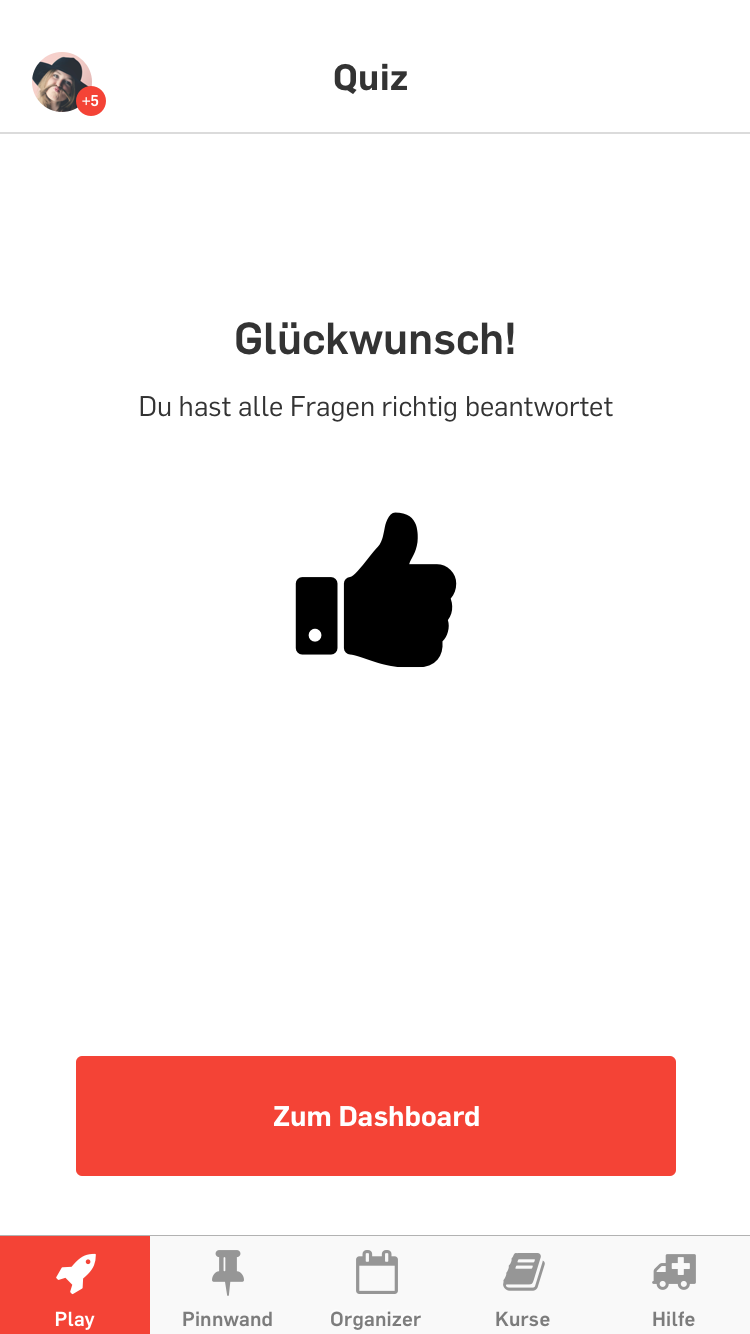 Quiz
+5
Glückwunsch!
Du hast alle Fragen richtig beantwortet
Zum Dashboard
Play
Pinnwand
Organizer
Kurse
Hilfe